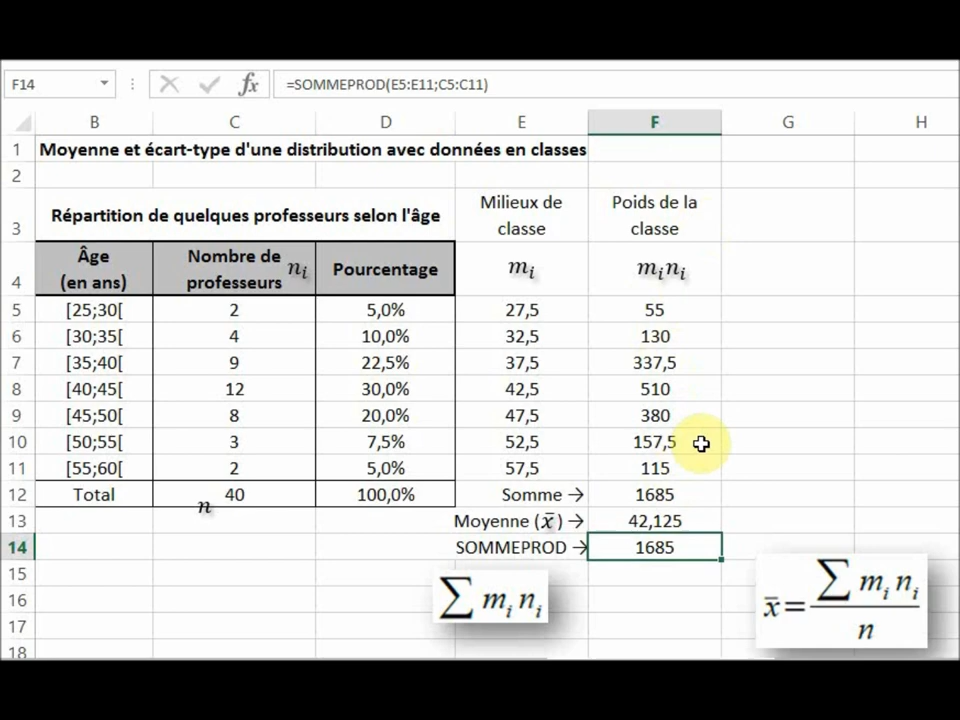 F14 fx =SOMMEPROD(E5:E11;C5:C11)
B C D E F G H
1 Moyenne et écart-type d'une distribution avec données en classes
2
3 Répartition de quelques professeurs selon l'âge Milieux de classe Poids de la classe
4 Âge (en ans) Nombre de professeurs nᵢ Pourcentage mᵢ mᵢnᵢ
5 [25;30[ 2 5,0% 27,5 55
6 [30;35[ 4 10,0% 32,5 130
7 [35;40[ 9 22,5% 37,5 337,5
8 [40;45[ 12 30,0% 42,5 510
9 [45;50[ 8 20,0% 47,5 380
10 [50;55[ 3 7,5% 52,5 157,5
11 [55;60[ 2 5,0% 57,5 115
12 Total n 40 100,0% Somme → 1685
13 Moyenne (x̄) → 42,125
14 SOMMEPROD → 1685
15
16 ∑ mᵢ nᵢ
17 x̄ = ∑ mᵢ nᵢ / n
18